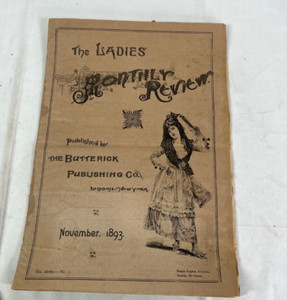 The LADIES'
MONTHLY
REVIEW
Published by
THE BUTTERICK
PUBLISHING CO.,
November, 1893.